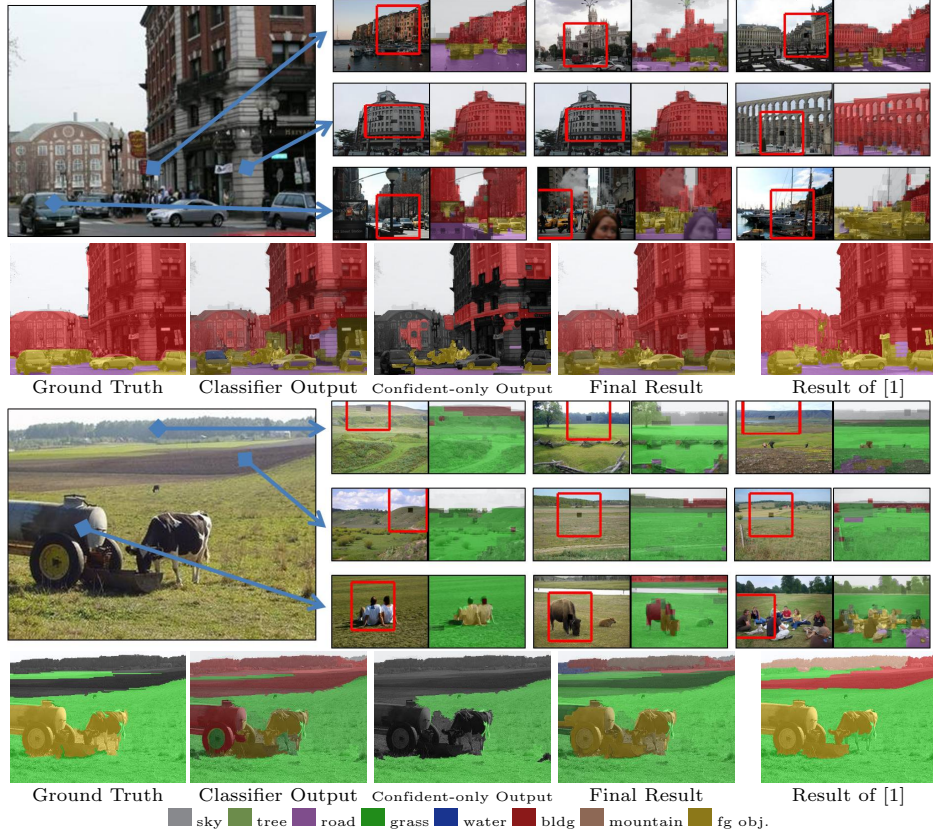 Ground Truth Classifier Output Confident-only Output Final Result Result of [1]
Ground Truth Classifier Output Confident-only Output Final Result Result of [1]
sky tree road grass water bldg mountain fg obj.